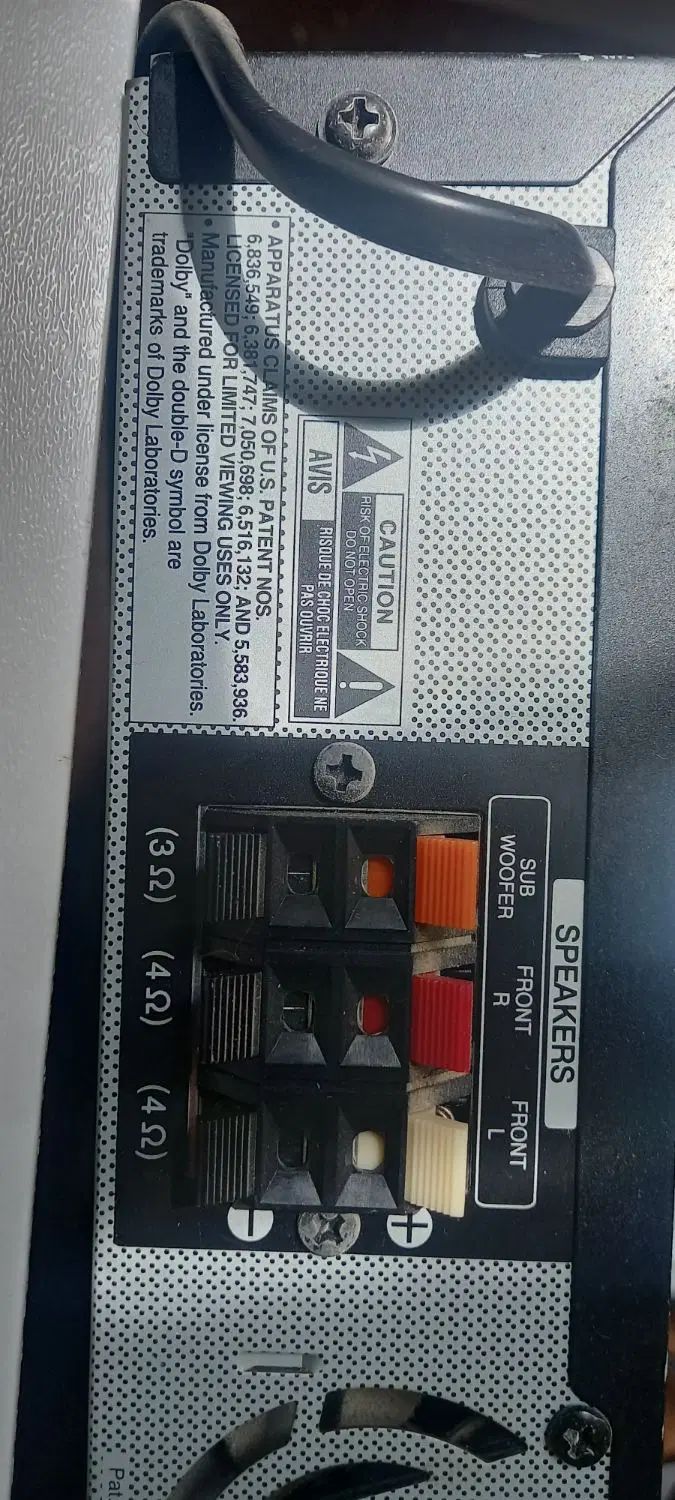 • APPARATUS CLAIMS OF U.S. PATENT NOS.
6,836,549; 6,381,747; 7,050,698; 6,516,132; AND 5,583,936.
LICENSED FOR LIMITED VIEWING USES ONLY.
• Manufactured under license from Dolby Laboratories.
"Dolby" and the double-D symbol are
trademarks of Dolby Laboratories.
CAUTION
RISK OF ELECTRIC SHOCK
DO NOT OPEN
AVIS
RISQUE DE CHOC ELECTRIQUE NE
PAS OUVRIR
SPEAKERS
SUB
WOOFER
FRONT
R
FRONT
L
+
−
(3 Ω)
(4 Ω)
(4 Ω)
Pat.